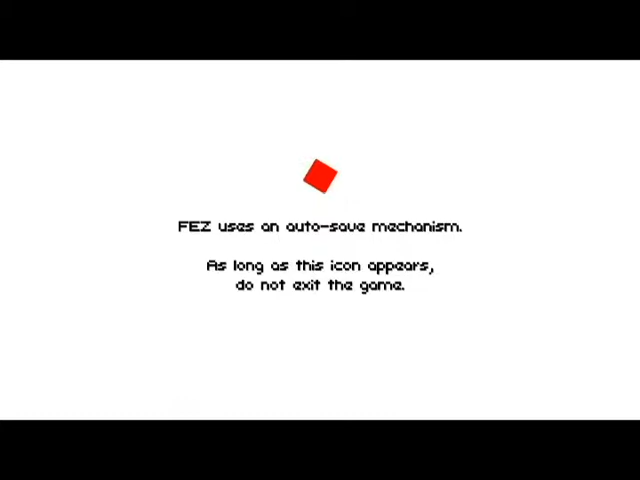 FEZ uses an auto-save mechanism.
As long as this icon appears,
do not exit the game.